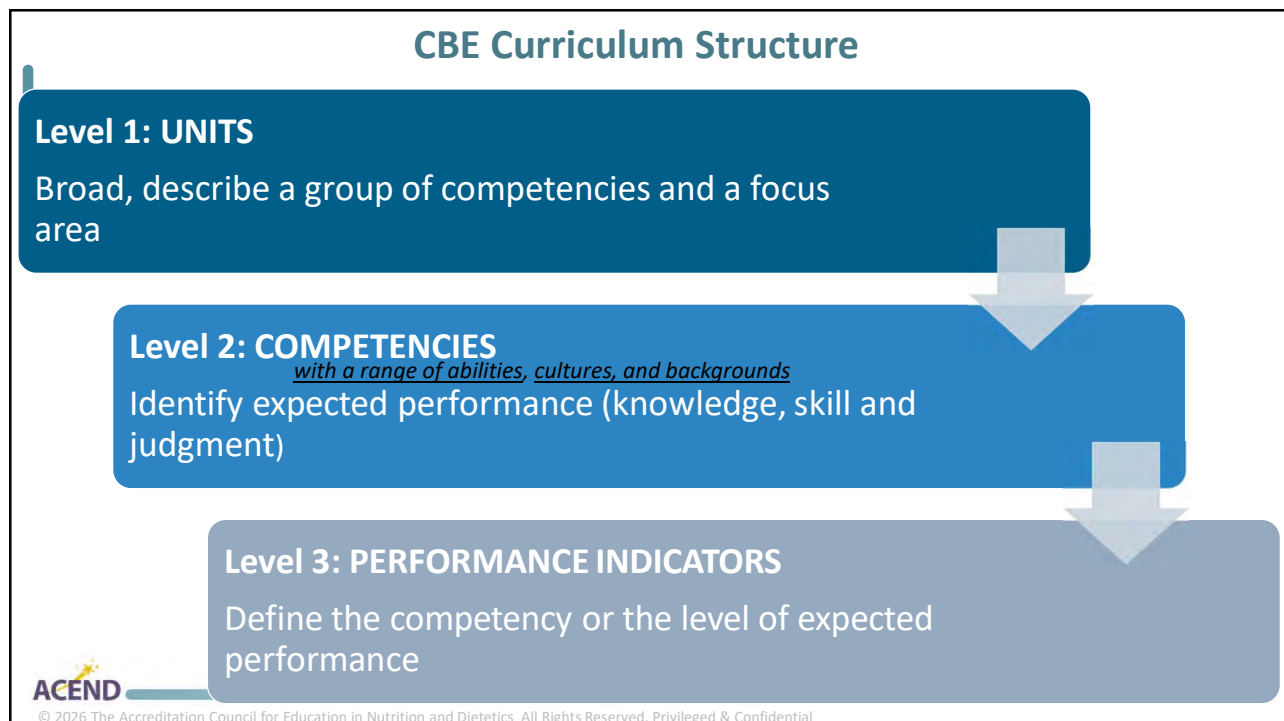 CBE Curriculum Structure
Level 1: UNITS
Broad, describe a group of competencies and a focus
area
Level 2: COMPETENCIES
with a range of abilities, cultures, and backgrounds
Identify expected performance (knowledge, skill and
judgment)
Level 3: PERFORMANCE INDICATORS
Define the competency or the level of expected
performance
ACEND
© 2026 The Accreditation Council for Education in Nutrition and Dietetics All Rights Reserved. Privileged & Confidential